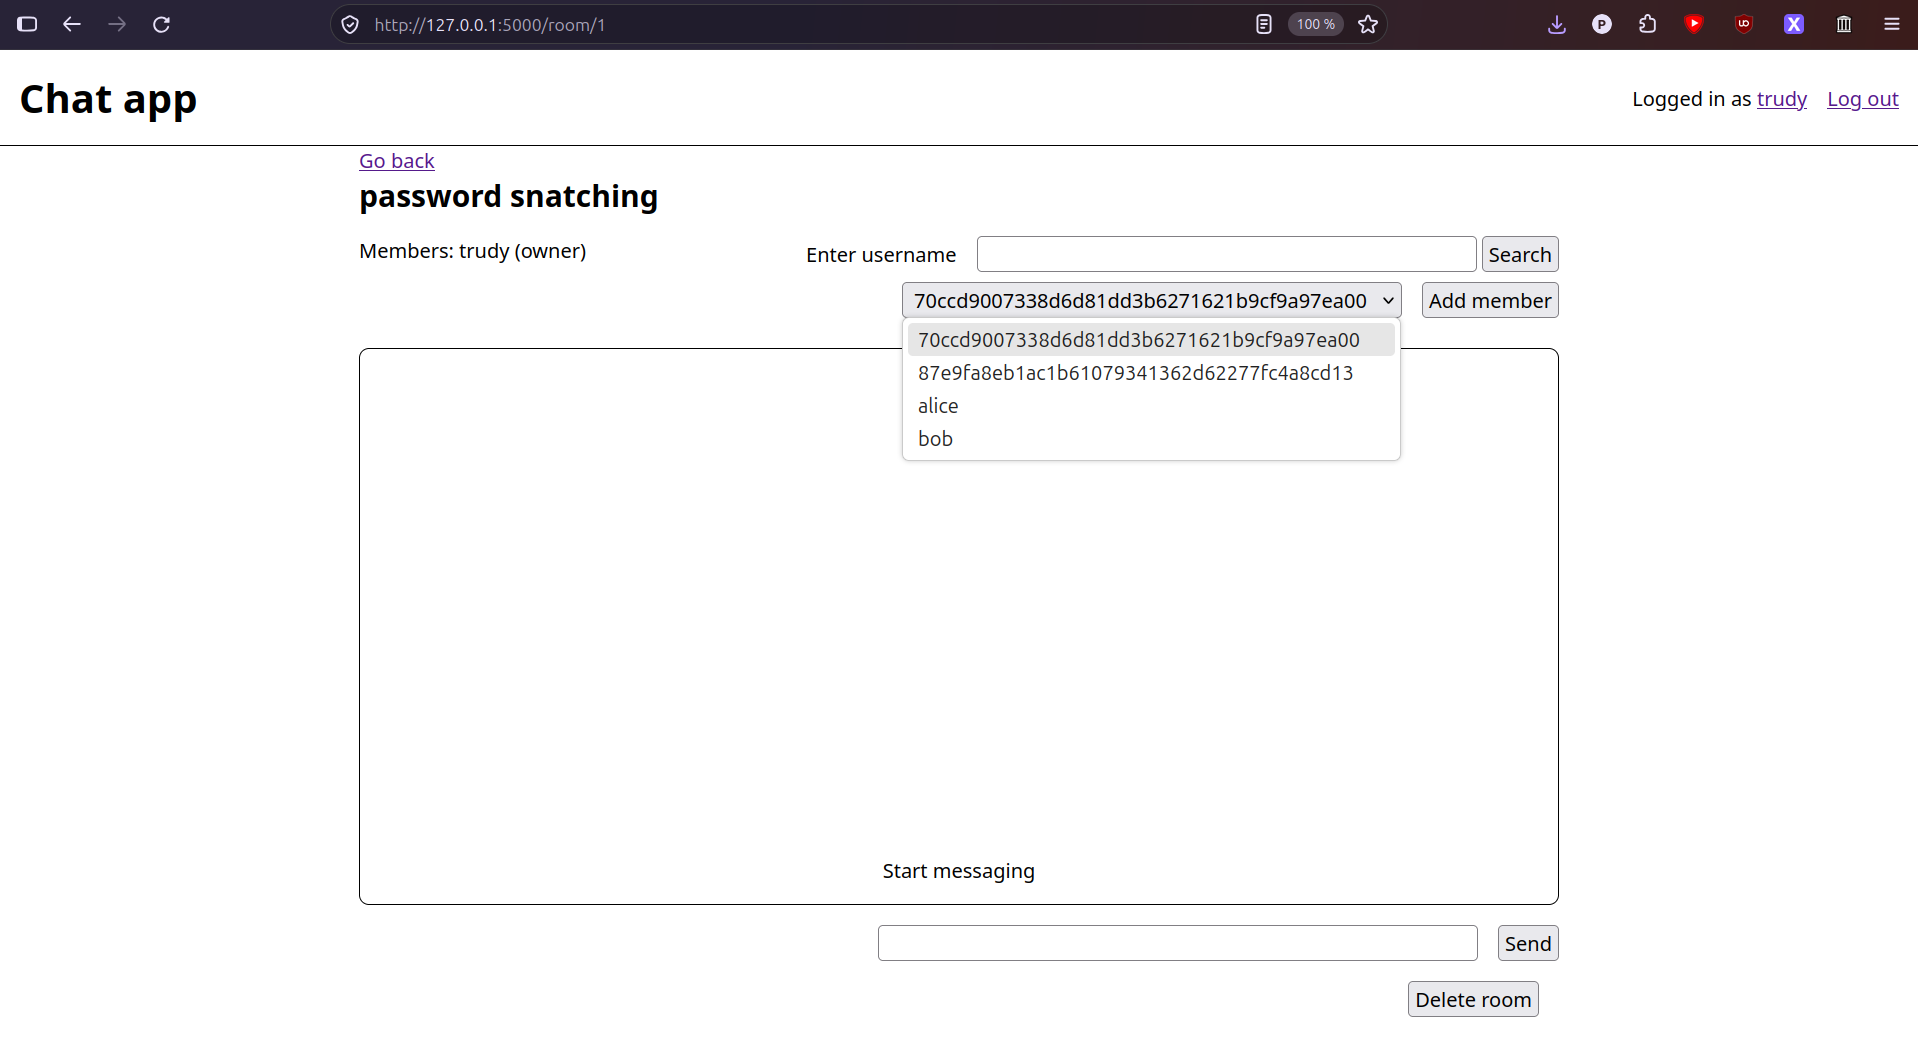 http://127.0.0.1:5000/room/1
100 %
Chat app
Logged in as trudy Log out
Go back
password snatching
Members: trudy (owner)
Enter username
Search
70ccd9007338d6d81dd3b6271621b9cf9a97ea00
Add member
70ccd9007338d6d81dd3b6271621b9cf9a97ea00
87e9fa8eb1ac1b61079341362d62277fc4a8cd13
alice
bob
Start messaging
Send
Delete room